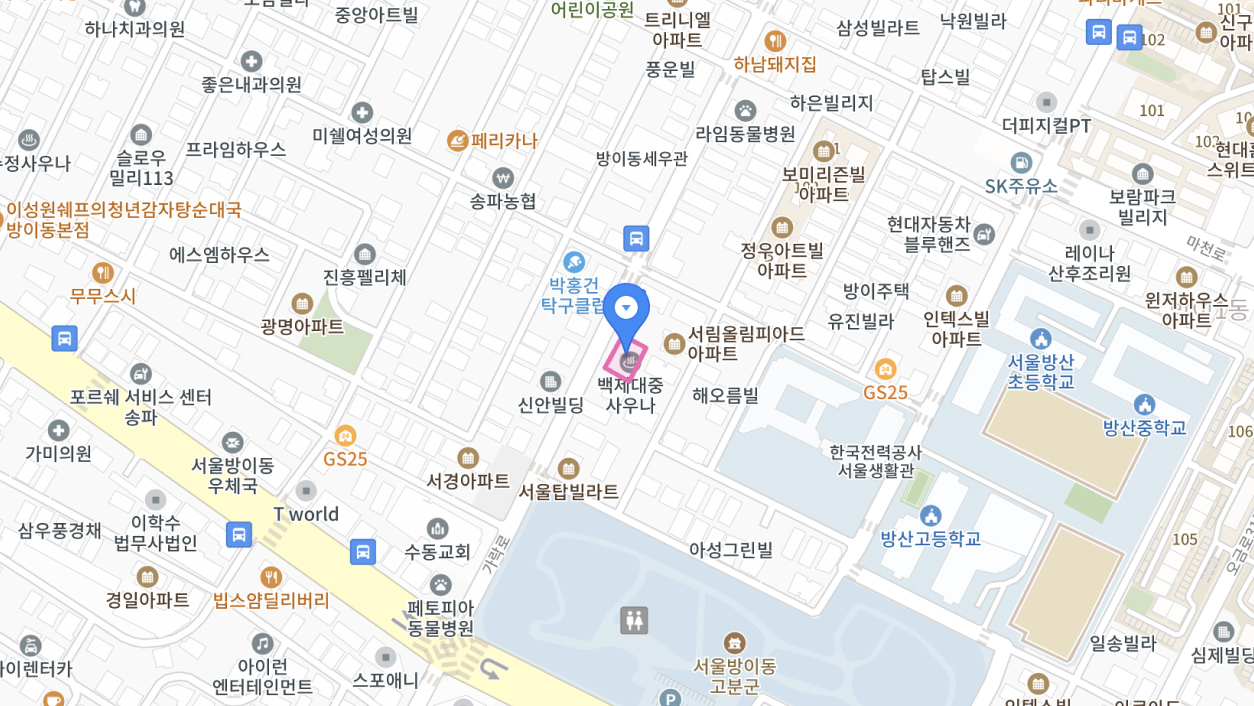 하나치과의원
중앙아트빌
어린이공원
트리니엘
아파트
삼성빌라트
낙원빌라
102
101
신구
하남돼지집
풍운빌
탑스빌
좋은내과의원
하은빌리지
101
더피지컬PT
미쉘여성의원
페리카나
라임동물병원
슬로우
밀리113
프라임하우스
방이동세우관
보미리즌빌
아파트
SK주유소
송파농협
보람파크
빌리지
이성원쉐프의청년감자탕순대국
방이동본점
현대자동차
블루핸즈
에스엠하우스
정우아트빌
아파트
마천로
레이나
산후조리원
진흥펠리체
박홍건
탁구클럽
무무스시
방이주택
윈저하우스
아파트
광명아파트
유진빌라
인텍스빌
아파트
서림올림피아드
아파트
서울방산
초등학교
백제대중
사우나
해오름빌
GS25
포르쉐 서비스 센터
송파
신안빌딩
방산중학교
106
가미의원
GS25
서울방이동
우체국
한국전력공사
서울생활관
서경아파트
서울탑빌라트
T world
삼우풍경채
이학수
법무사법인
수동교회
가락로
아성그린빌
방산고등학교
105
경일아파트
빕스얌딜리버리
페토피아
동물병원
일송빌라
심제빌딩
아이런
엔터테인먼트
스포애니
서울방이동
고분군
P